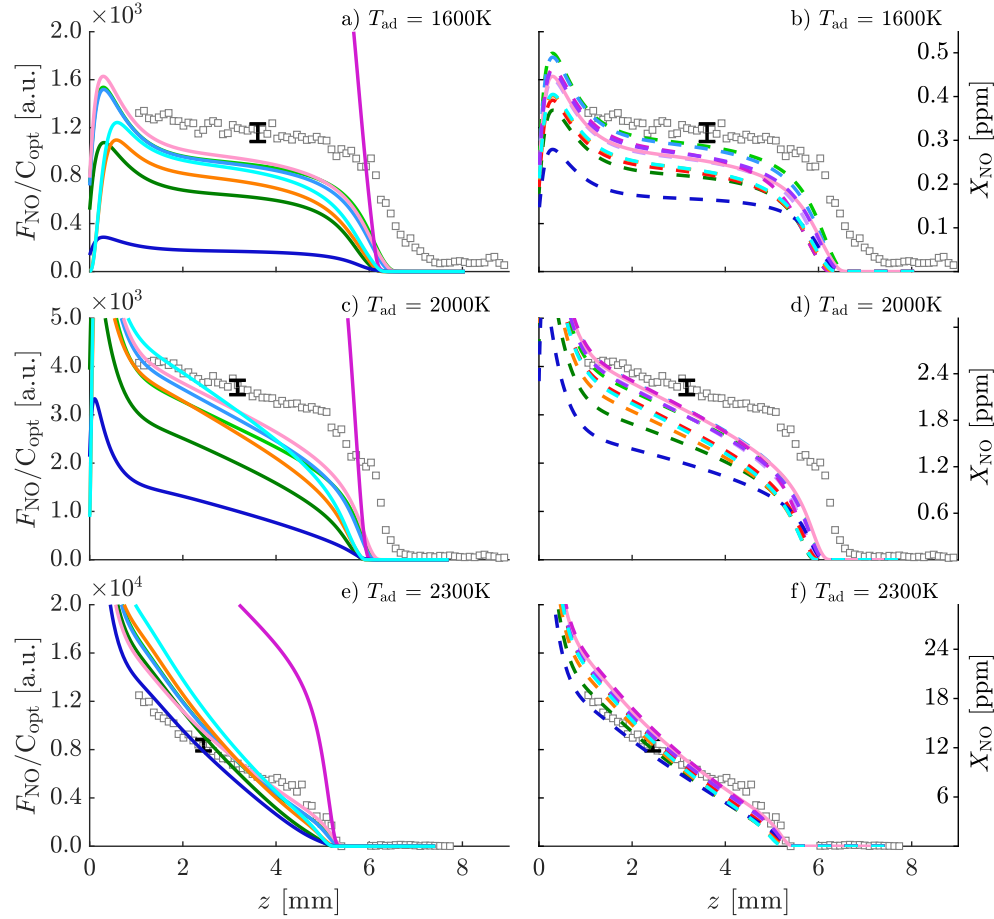 ×10³ a) T_ad = 1600K b) T_ad = 1600K
2.0
1.6
1.2
0.8
0.4
0.0
F_NO/C_opt [a.u.]
0.5
0.4
0.3
0.2
0.1
X_NO [ppm]
×10³ c) T_ad = 2000K d) T_ad = 2000K
5.0
4.0
3.0
2.0
1.0
0.0
F_NO/C_opt [a.u.]
2.4
1.8
1.2
0.6
X_NO [ppm]
×10⁴ e) T_ad = 2300K f) T_ad = 2300K
2.0
1.6
1.2
0.8
0.4
0.0
F_NO/C_opt [a.u.]
24
18
12
6
X_NO [ppm]
0 2 4 6 8 0 2 4 6 8
z [mm] z [mm]